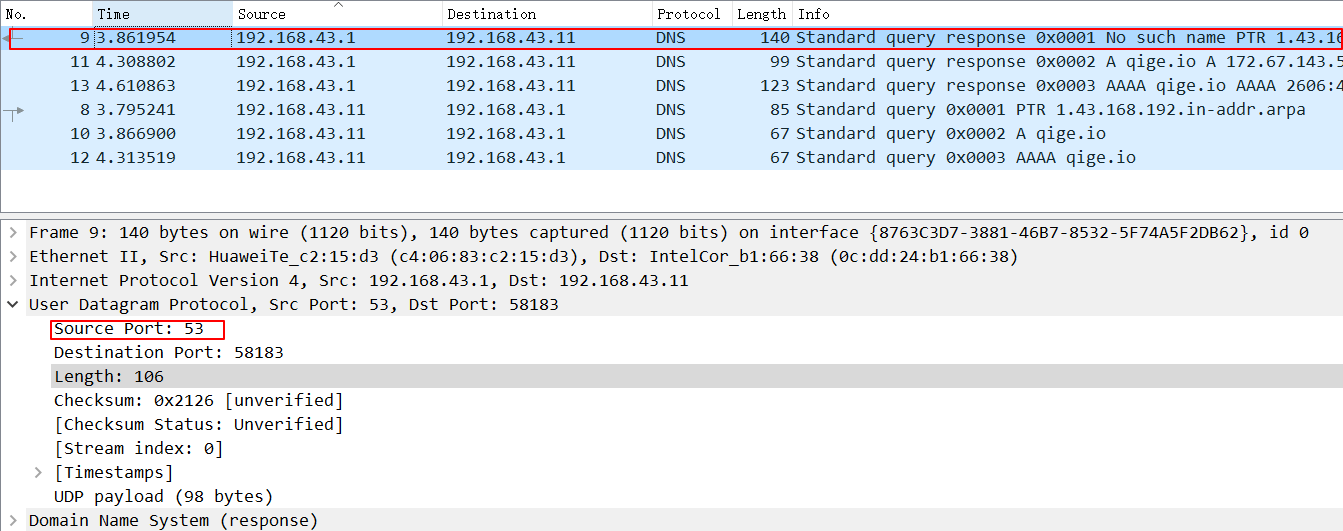 No. Time Source Destination Protocol Length Info
9 3.861954 192.168.43.1 192.168.43.11 DNS 140 Standard query response 0x0001 No such name PTR 1.43.16
11 4.308802 192.168.43.1 192.168.43.11 DNS 99 Standard query response 0x0002 A qige.io A 172.67.143.5
13 4.610863 192.168.43.1 192.168.43.11 DNS 123 Standard query response 0x0003 AAAA qige.io AAAA 2606:4
8 3.795241 192.168.43.11 192.168.43.1 DNS 85 Standard query 0x0001 PTR 1.43.168.192.in-addr.arpa
10 3.866900 192.168.43.11 192.168.43.1 DNS 67 Standard query 0x0002 A qige.io
12 4.313519 192.168.43.11 192.168.43.1 DNS 67 Standard query 0x0003 AAAA qige.io
Frame 9: 140 bytes on wire (1120 bits), 140 bytes captured (1120 bits) on interface {8763C3D7-3881-46B7-8532-5F74A5F2DB62}, id 0
Ethernet II, Src: HuaweiTe_c2:15:d3 (c4:06:83:c2:15:d3), Dst: IntelCor_b1:66:38 (0c:dd:24:b1:66:38)
Internet Protocol Version 4, Src: 192.168.43.1, Dst: 192.168.43.11
User Datagram Protocol, Src Port: 53, Dst Port: 58183
Source Port: 53
Destination Port: 58183
Length: 106
Checksum: 0x2126 [unverified]
[Checksum Status: Unverified]
[Stream index: 0]
[Timestamps]
UDP payload (98 bytes)
Domain Name System (response)